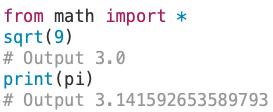 from math import *
sqrt(9)
# Output 3.0
print(pi)
# Output 3.141592653589793